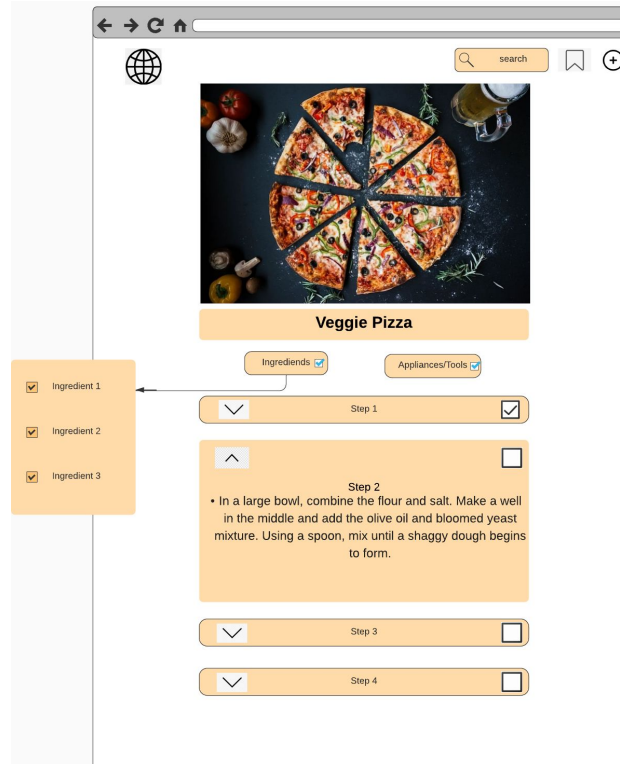 search
Veggie Pizza
Ingrediends
Appliances/Tools
Ingredient 1
Ingredient 2
Ingredient 3
Step 1
Step 2
• In a large bowl, combine the flour and salt. Make a well
in the middle and add the olive oil and bloomed yeast
mixture. Using a spoon, mix until a shaggy dough begins
to form.
Step 3
Step 4